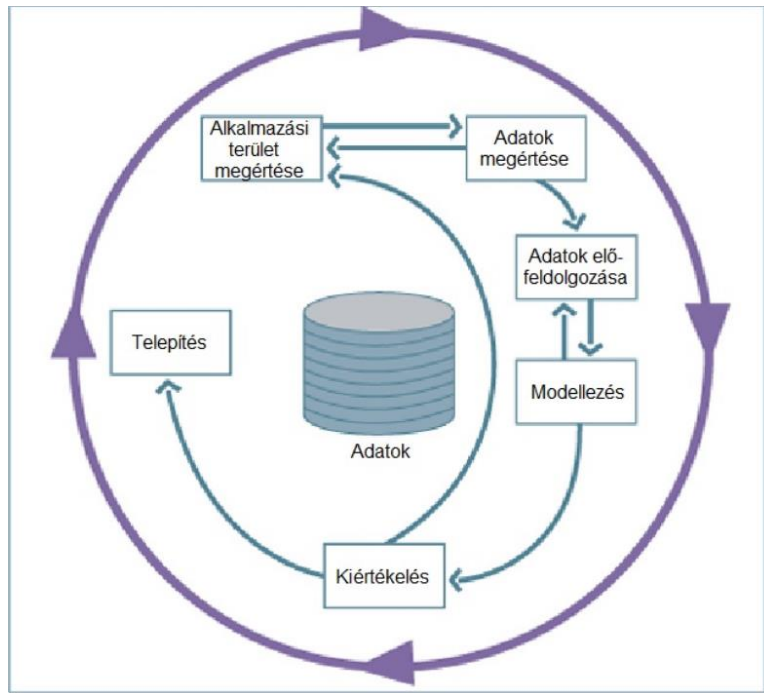 Alkalmazási
terület
megértése
Adatok
megértése
Adatok elő-
feldolgozása
Telepítés
Modellezés
Adatok
Kiértékelés